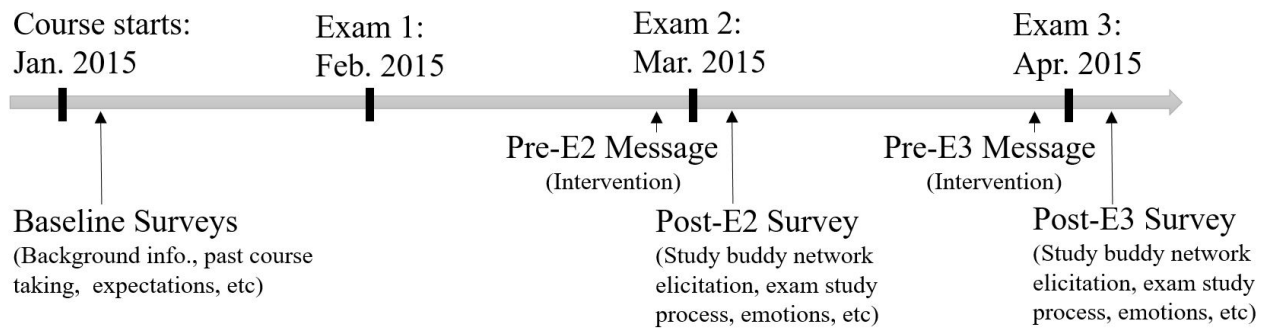 Course starts:
Jan. 2015
Exam 1:
Feb. 2015
Exam 2:
Mar. 2015
Exam 3:
Apr. 2015
Pre-E2 Message
(Intervention)
Pre-E3 Message
(Intervention)
Baseline Surveys
(Background info., past course
taking, expectations, etc)
Post-E2 Survey
(Study buddy network
elicitation, exam study
process, emotions, etc)
Post-E3 Survey
(Study buddy network
elicitation, exam study
process, emotions, etc)